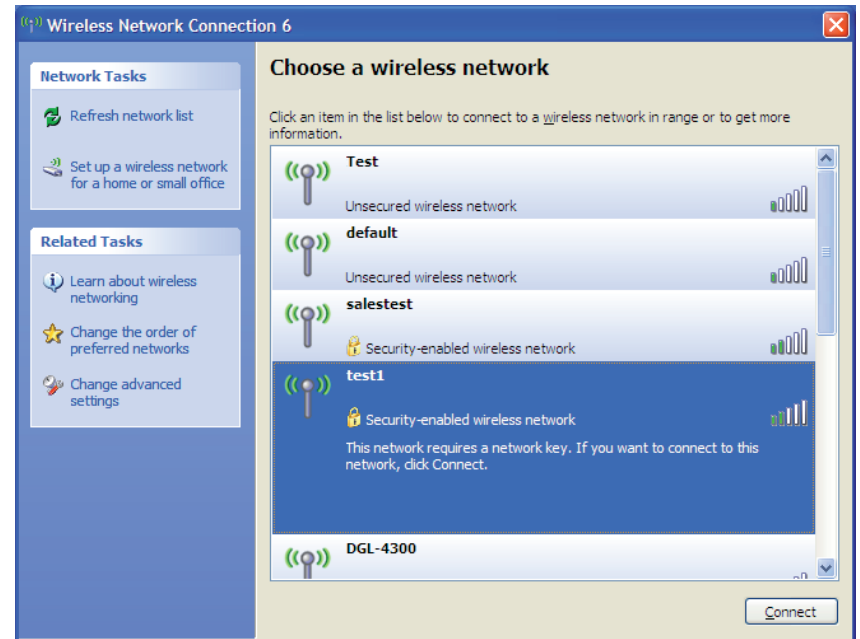 Wireless Network Connection 6
Network Tasks
Refresh network list
Set up a wireless network
for a home or small office
Related Tasks
Learn about wireless
networking
Change the order of
preferred networks
Change advanced
settings
Choose a wireless network
Click an item in the list below to connect to a wireless network in range or to get more
information.
Test
Unsecured wireless network
default
Unsecured wireless network
salestest
Security-enabled wireless network
test1
Security-enabled wireless network
This network requires a network key. If you want to connect to this
network, click Connect.
DGL-4300
Connect